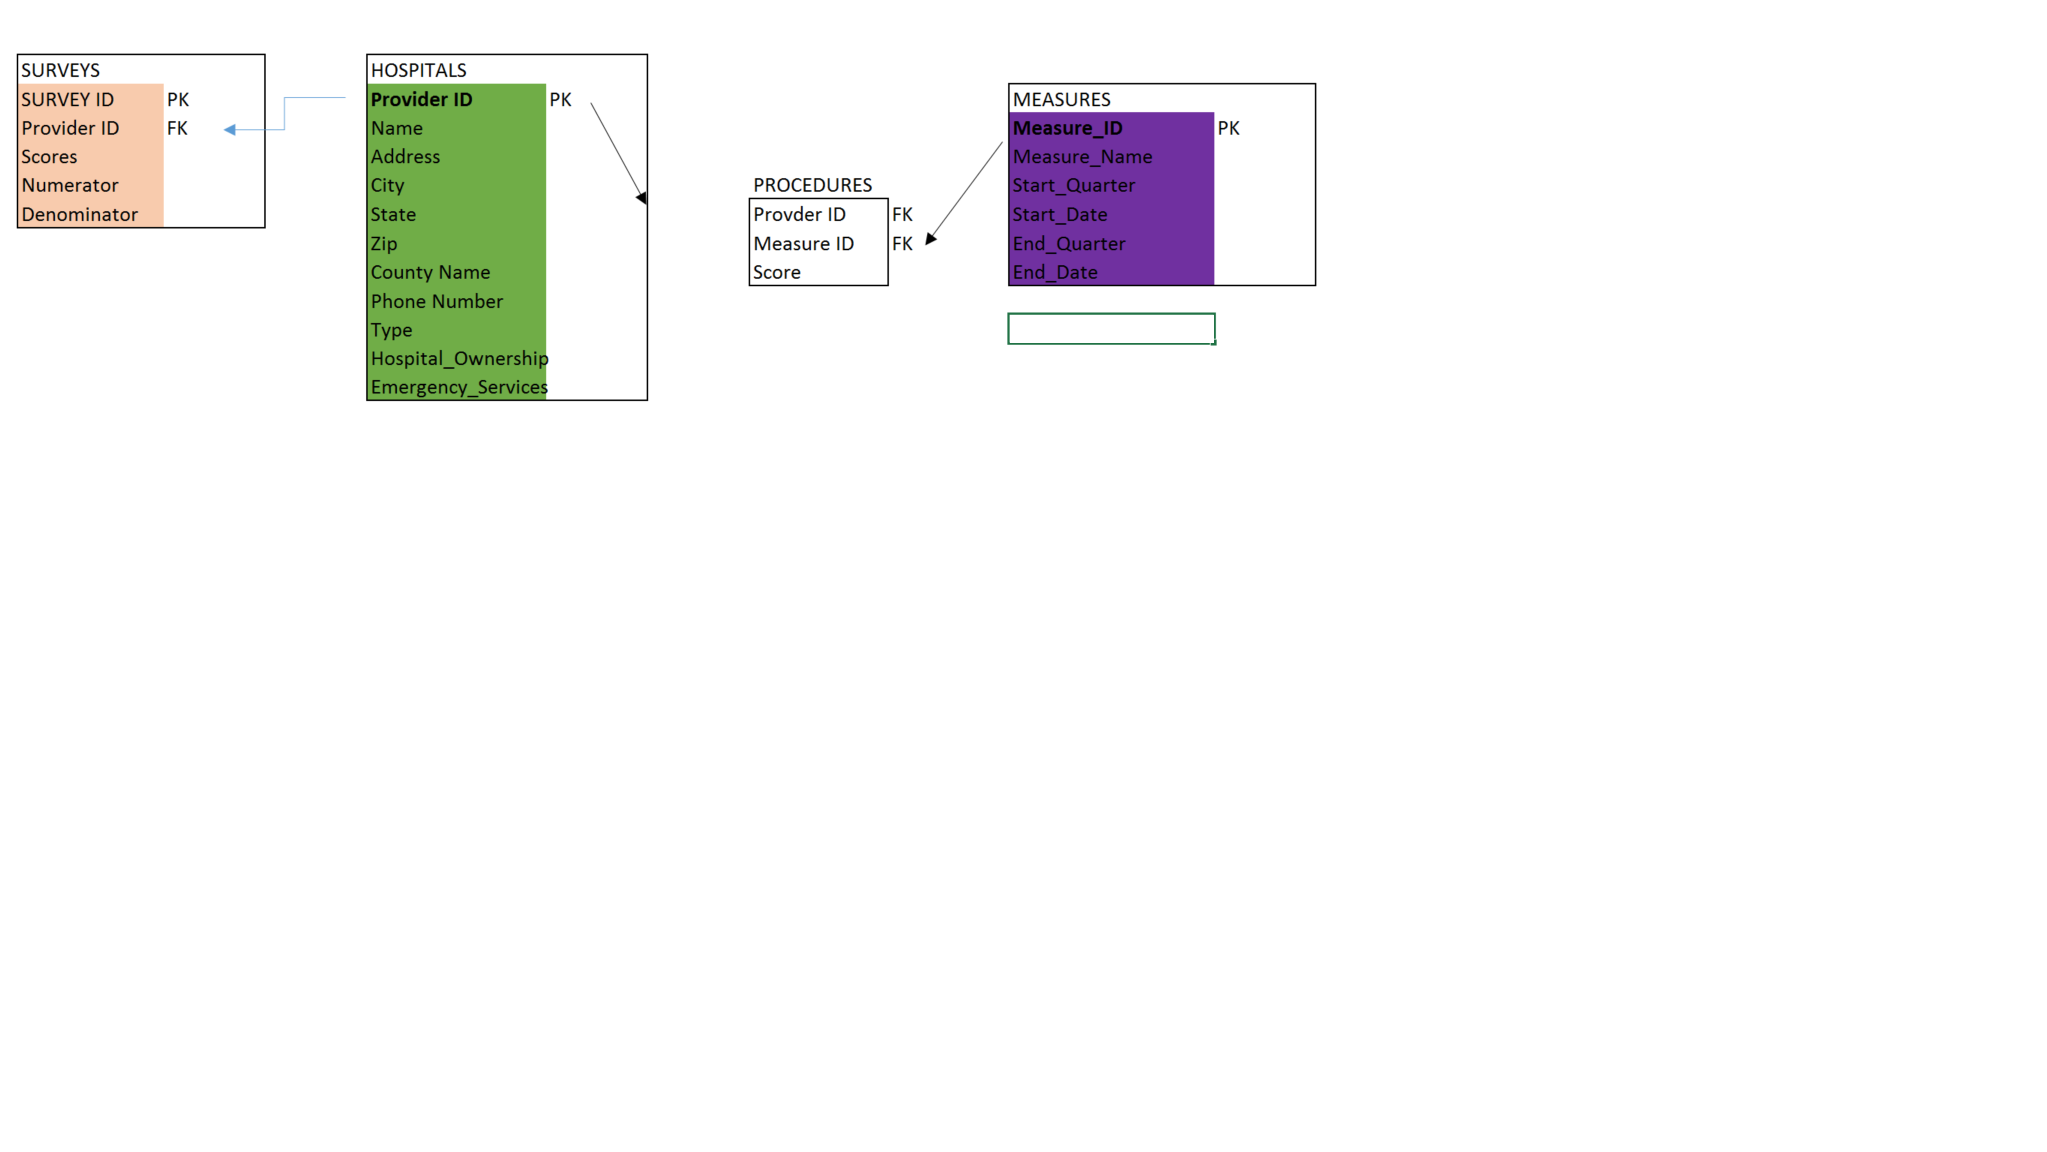 SURVEYS
SURVEY ID PK
Provider ID FK
Scores
Numerator
Denominator
HOSPITALS
Provider ID PK
Name
Address
City
State
Zip
County Name
Phone Number
Type
Hospital_Ownership
Emergency_Services
PROCEDURES
Provder ID FK
Measure ID FK
Score
MEASURES
Measure_ID PK
Measure_Name
Start_Quarter
Start_Date
End_Quarter
End_Date